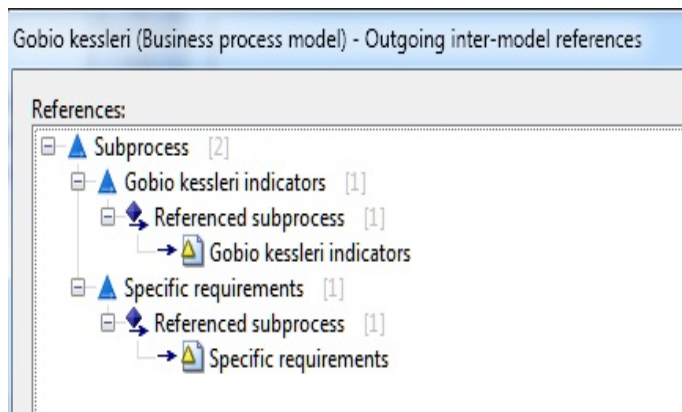 Gobio kessleri (Business process model) - Outgoing inter-model references
References:
Subprocess [2]
Gobio kessleri indicators [1]
Referenced subprocess [1]
Gobio kessleri indicators
Specific requirements [1]
Referenced subprocess [1]
Specific requirements